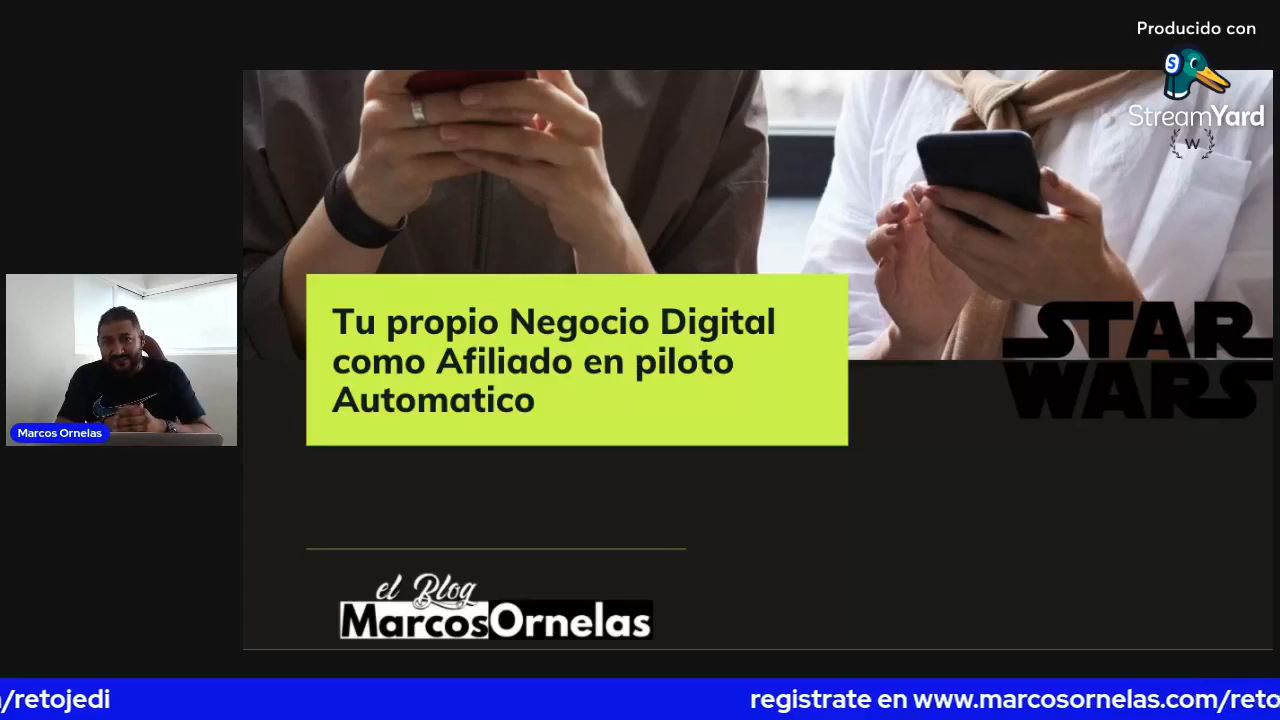 Producido con
StreamYard
W
Tu propio Negocio Digital
como Afiliado en piloto
Automatico
STAR
WARS
Marcos Ornelas
el Blog
MarcosOrnelas
/retojedi
registrate en www.marcosornelas.com/reto